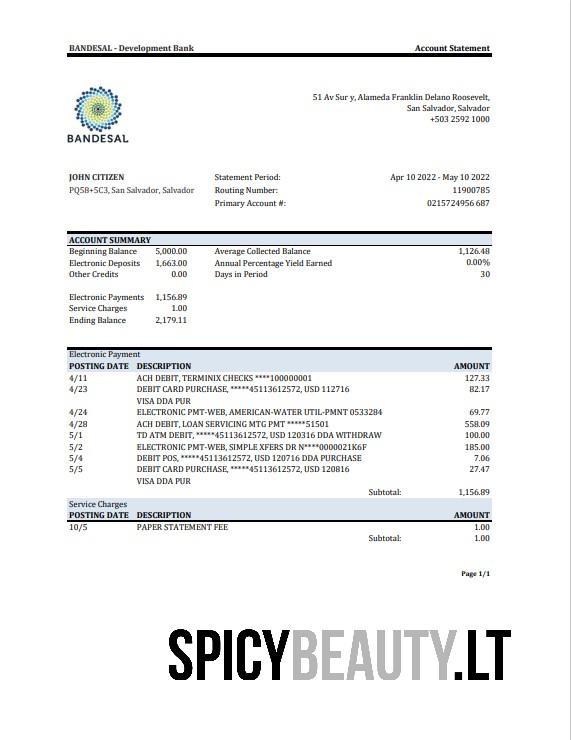 BANDESAL - Development Bank Account Statement
BANDESAL
51 Av Sur y, Alameda Franklin Delano Roosevelt,
San Salvador, Salvador
+503 2592 1000
JOHN CITIZEN Statement Period: Apr 10 2022 - May 10 2022
PQ58+5C3, San Salvador, Salvador Routing Number: 11900785
Primary Account #: 0215724956 687
ACCOUNT SUMMARY
Beginning Balance 5,000.00 Average Collected Balance 1,126.48
Electronic Deposits 1,663.00 Annual Percentage Yield Earned 0.00%
Other Credits 0.00 Days in Period 30
Electronic Payments 1,156.89
Service Charges 1.00
Ending Balance 2,179.11
Electronic Payment
POSTING DATE DESCRIPTION AMOUNT
4/11 ACH DEBIT, TERMINIX CHECKS ****100000001 127.33
4/23 DEBIT CARD PURCHASE, *****45113612572, USD 112716 82.17
VISA DDA PUR
4/24 ELECTRONIC PMT-WEB, AMERICAN-WATER UTIL-PMNT 0533284 69.77
4/28 ACH DEBIT, LOAN SERVICING MTG PMT *****51501 558.09
5/1 TD ATM DEBIT, *****45113612572, USD 120316 DDA WITHDRAW 100.00
5/2 ELECTRONIC PMT-WEB, SIMPLE XFERS DR N****0000021K6F 185.00
5/4 DEBIT POS, *****45113612572, USD 120716 DDA PURCHASE 7.06
5/5 DEBIT CARD PURCHASE, *****45113612572, USD 120816 27.47
VISA DDA PUR
Subtotal: 1,156.89
Service Charges
POSTING DATE DESCRIPTION AMOUNT
10/5 PAPER STATEMENT FEE 1.00
Subtotal: 1.00
Page 1/1
SPICYBEAUTY.LT